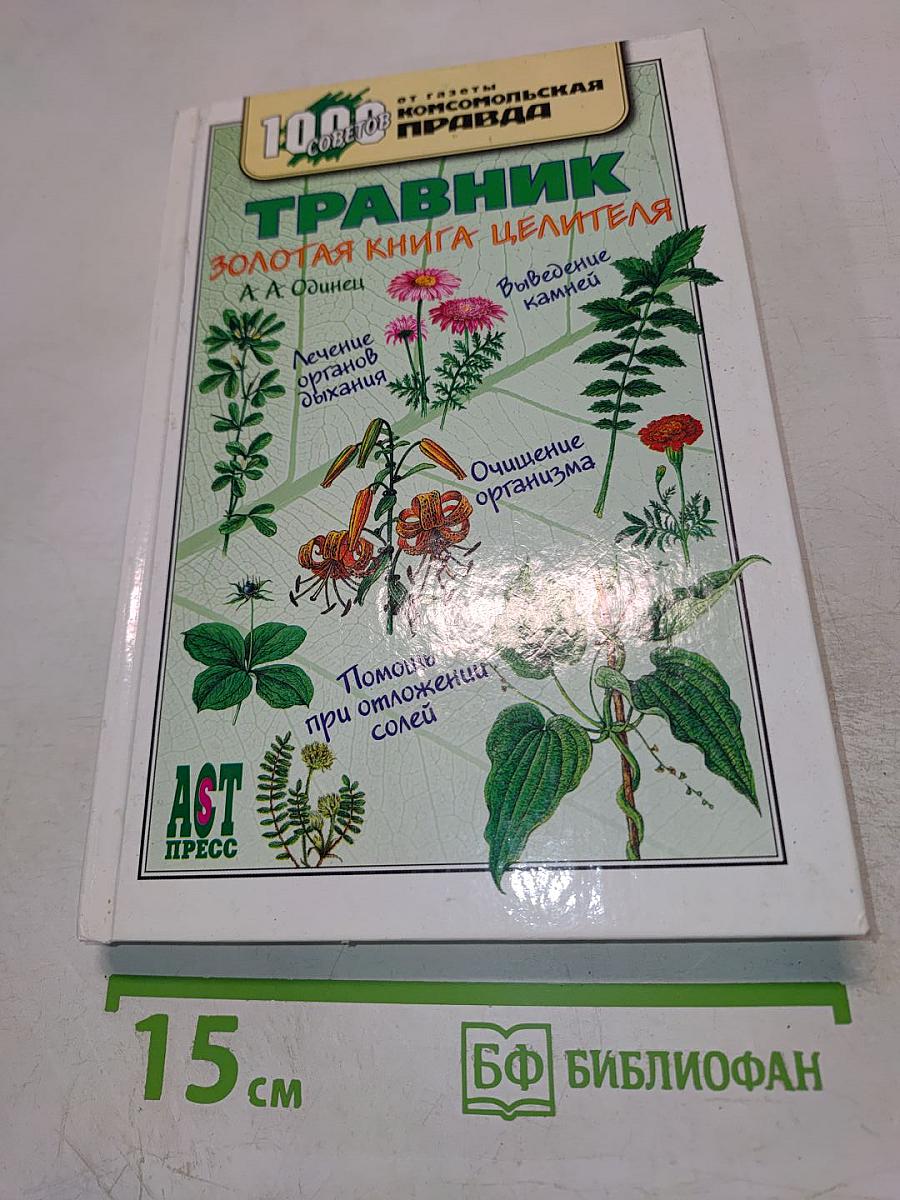 1000
СОВЕТОВ
от газеты
КОМСОМОЛЬСКАЯ
ПРАВДА
ТРАВНИК
ЗОЛОТАЯ КНИГА ЦЕЛИТЕЛЯ
А. А. Одинец
Выведение
камней
Лечение
органов
дыхания
Очищение
организма
Помощь
при отложении
солей
АСТ
ПРЕСС
15 см
БФ
БИБЛИОФАН